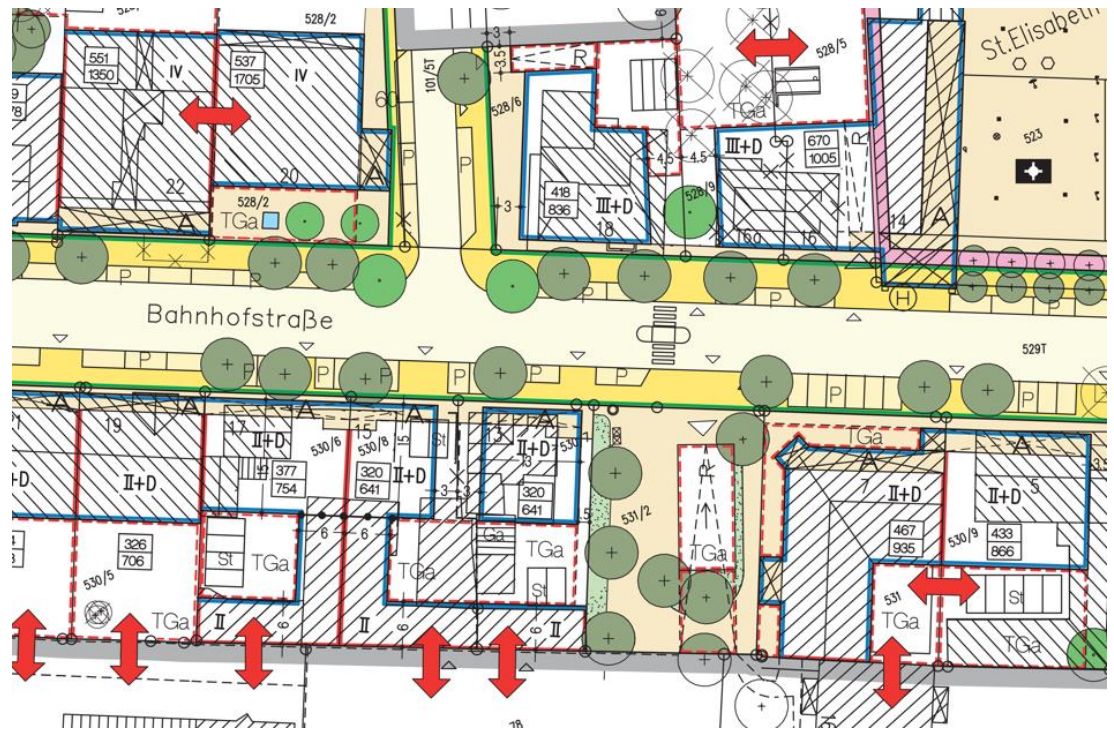 528/2
551
1350
IV
537
1705
IV
101/5T
3
3.5
R
528/6
60
528/5
TGa
St.Elisabeth
523
22
20
A
P
A
528/2
TGa
P
3
418
836
III+D
18
4.5
4.5
528/9
III+D
670
1005
R
16a
16
14
A
H
P
P
P
P
P
P
Bahnhofstraße
529T
P
P
P
P
P
P
P
A
A
A
A
A
19
17
II+D
530/6
15
530/8
St
13
II+D
530
377
754
320
641
II+D
320
641
3
3
3
II+D
326
706
530/5
TGa
St
TGa
6
6
TGa
Ga
TGa
St
II
6
6
II
II
6
531/2
R
TGa
TGa
A
7
II+D
467
935
530/9
433
866
II+D
5
A
531
TGa
St
TGa
78